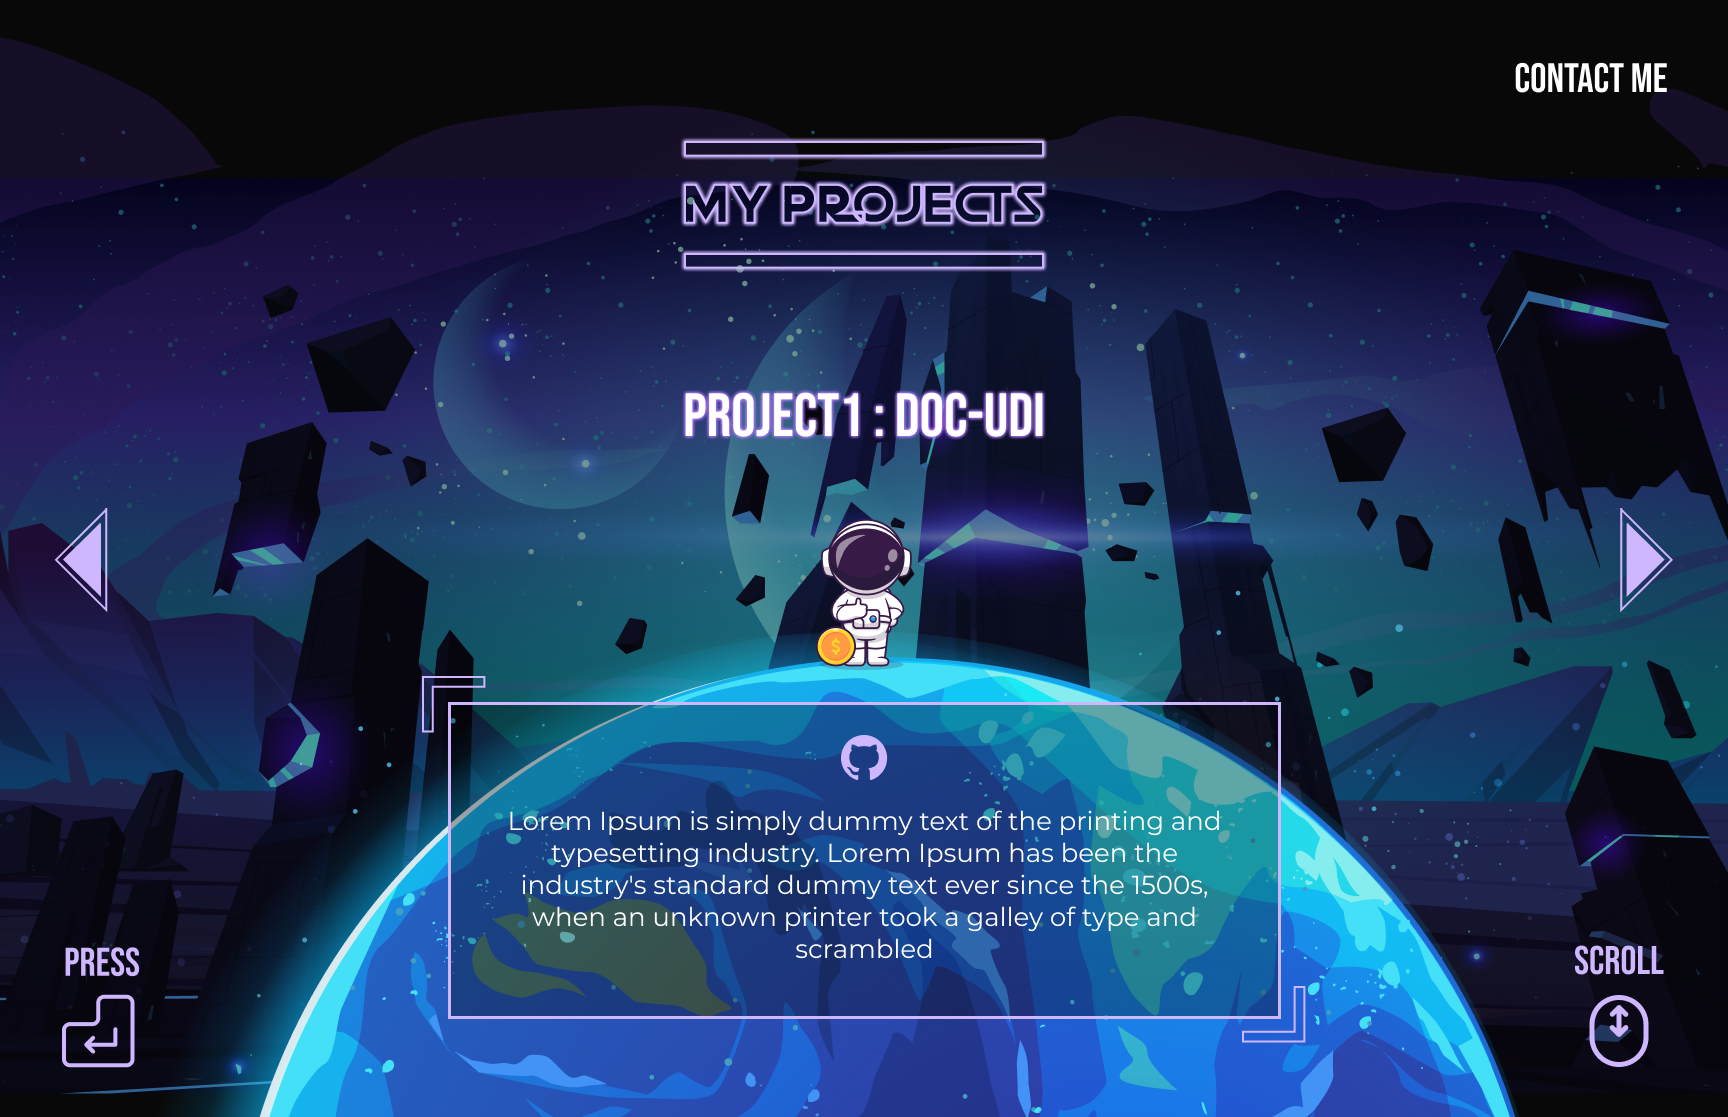 CONTACT ME
MY PROJECTS
PROJECT1 : DOC-UDI
$
Lorem Ipsum is simply dummy text of the printing and
typesetting industry. Lorem Ipsum has been the
industry's standard dummy text ever since the 1500s,
when an unknown printer took a galley of type and
scrambled
PRESS
SCROLL